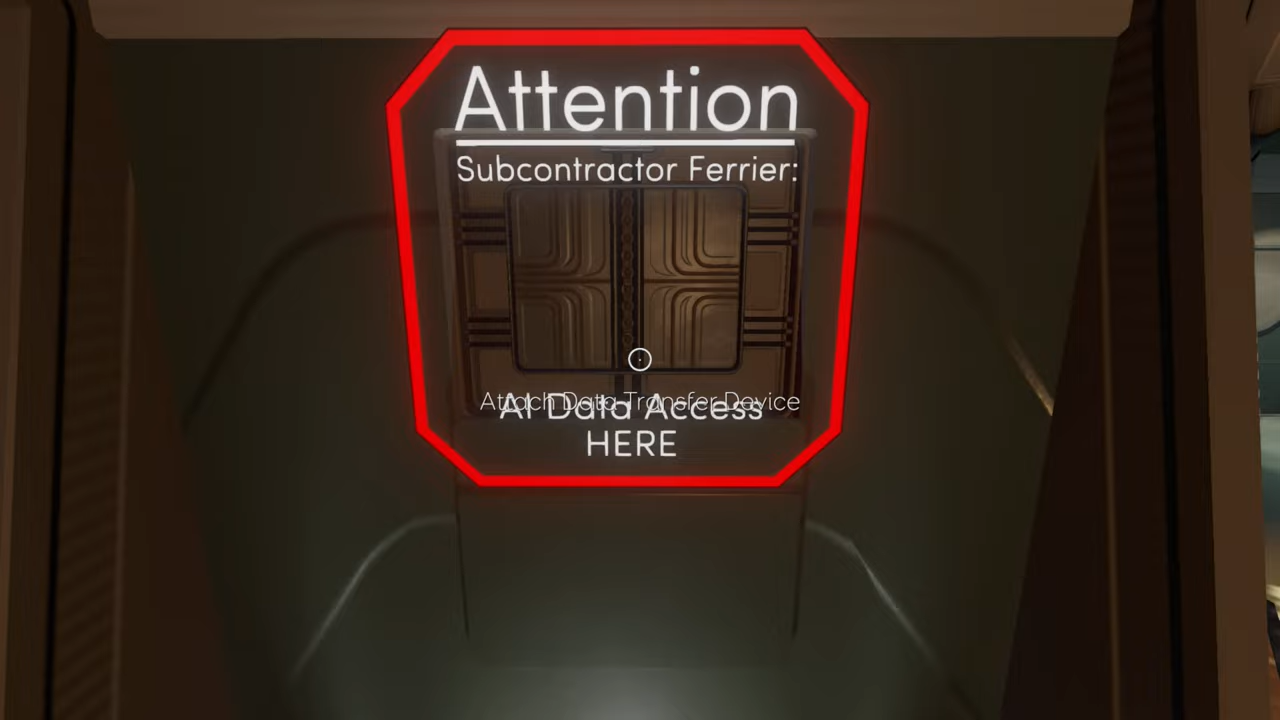 Attention
Subcontractor Ferrier:
Attach Data Transfer Device
AI Data Access
HERE